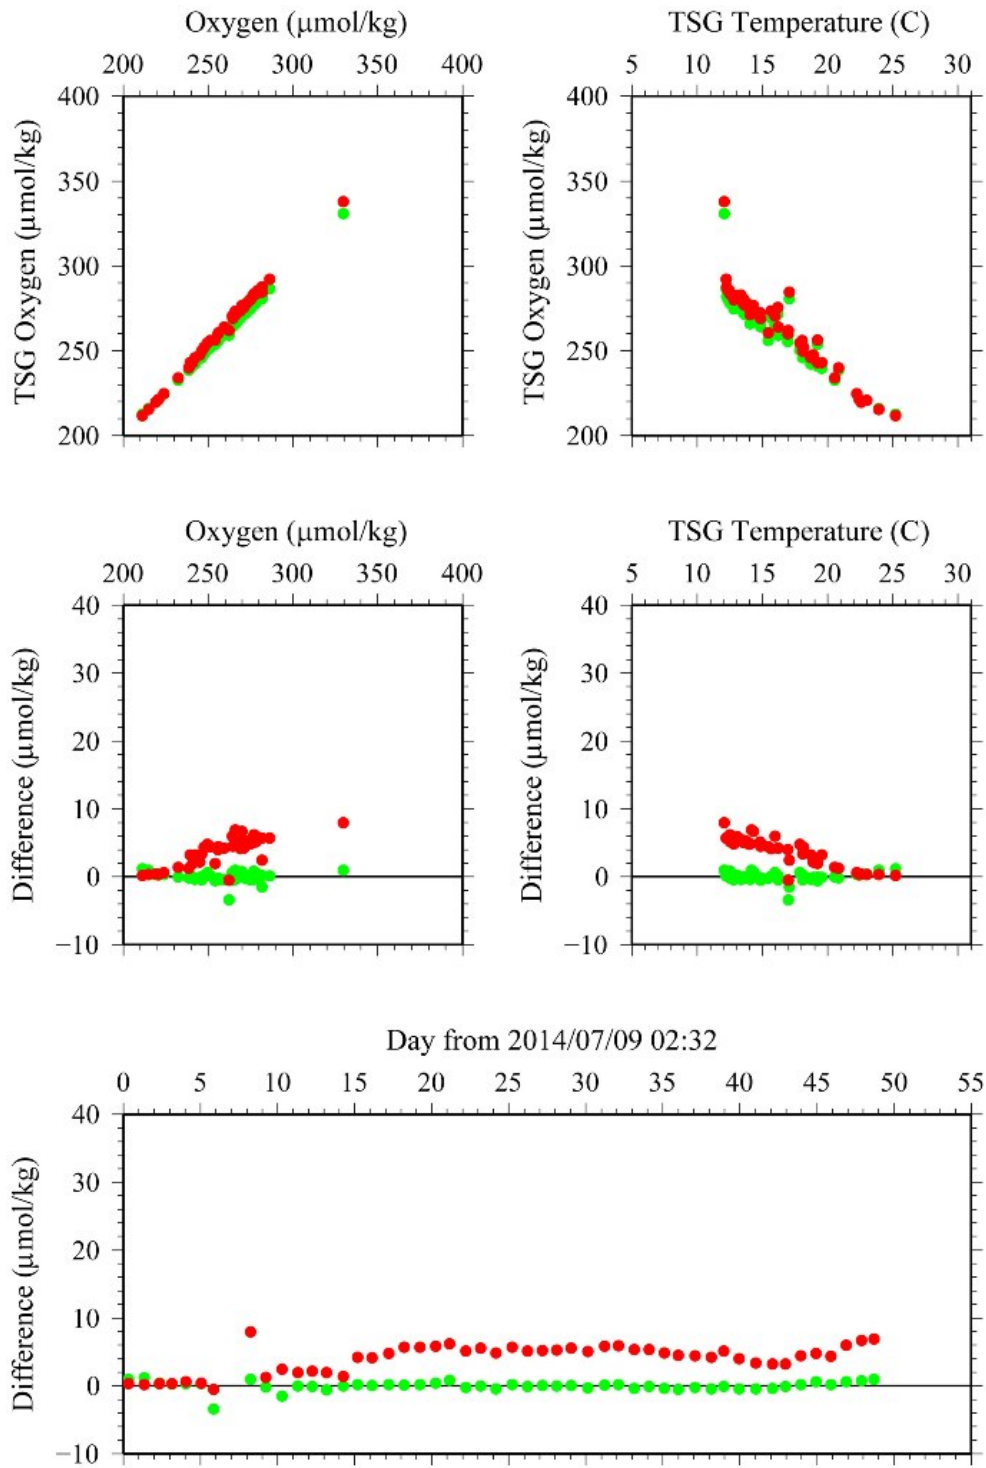 Oxygen (μmol/kg) TSG Temperature (C)
200 250 300 350 400 5 10 15 20 25 30
400 400
350 350
300 300
250 250
200 200
TSG Oxygen (μmol/kg) TSG Oxygen (μmol/kg)
Oxygen (μmol/kg) TSG Temperature (C)
200 250 300 350 400 5 10 15 20 25 30
40 40
30 30
20 20
10 10
0 0
−10 −10
Difference (μmol/kg) Difference (μmol/kg)
Day from 2014/07/09 02:32
0 5 10 15 20 25 30 35 40 45 50 55
40
30
20
10
0
−10
Difference (μmol/kg)